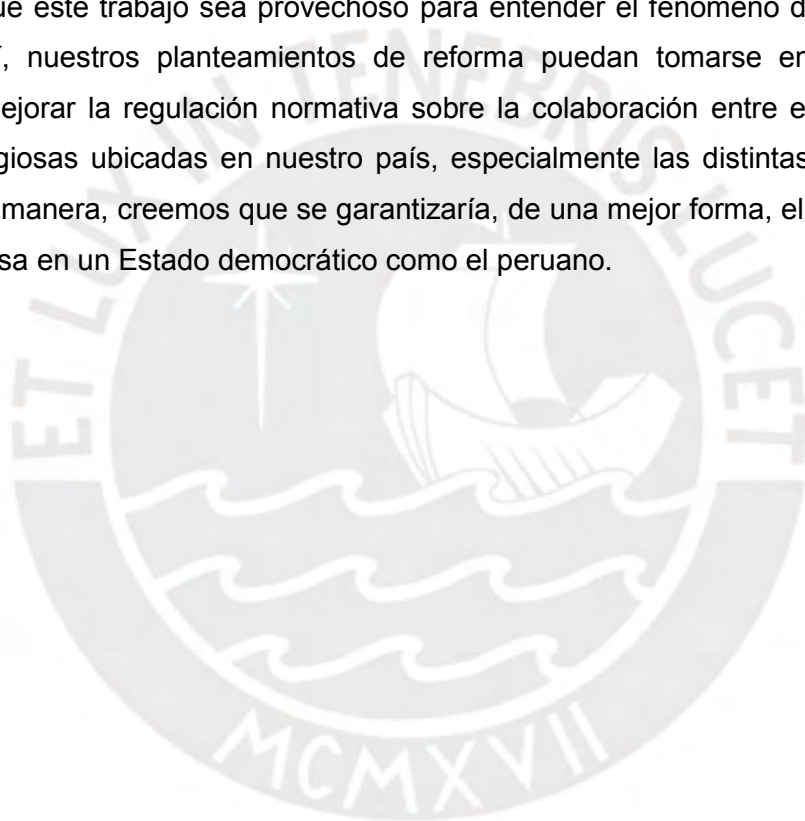 ue este trabajo sea provechoso para entender el fenómeno d
, nuestros planteamientos de reforma puedan tomarse en
ejorar la regulación normativa sobre la colaboración entre e
giosas ubicadas en nuestro país, especialmente las distintas
manera, creemos que se garantizaría, de una mejor forma, el
sa en un Estado democrático como el peruano.
ET LUX IN TENEBRIS LUCET
MCMXVII